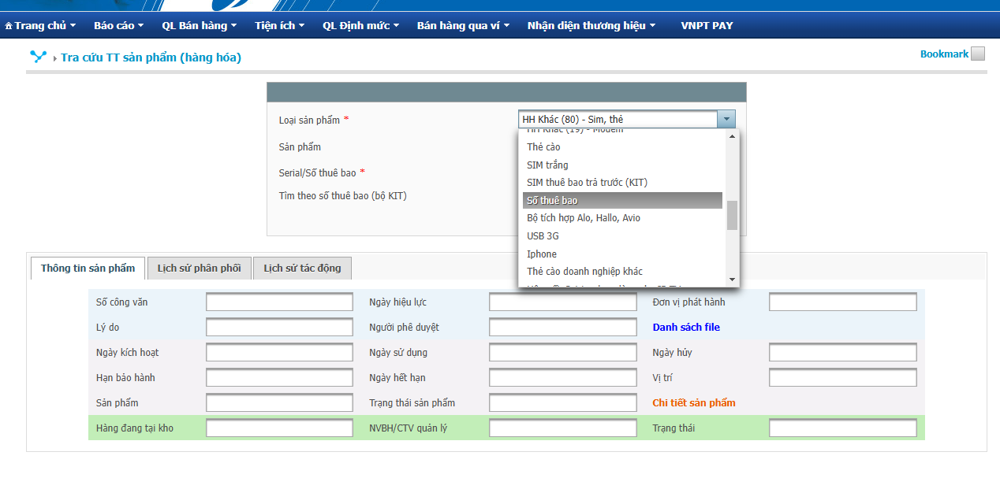 Trang chủ Báo cáo QL Bán hàng Tiện ích QL Định mức Bán hàng qua ví Nhận diện thương hiệu VNPT PAY
Tra cứu TT sản phẩm (hàng hóa) Bookmark
Loại sản phẩm * HH Khác (80) - Sim, thẻ
HH Khác (19) - Modem
Sản phẩm Thẻ cào
Serial/Số thuê bao * SIM trắng
SIM thuê bao trả trước (KIT)
Tìm theo số thuê bao (bộ KIT) Số thuê bao
Bộ tích hợp Alo, Hallo, Avio
USB 3G
Iphone
Thẻ cào doanh nghiệp khác
Thông tin sản phẩm Lịch sử phân phối Lịch sử tác động
Số công văn Ngày hiệu lực Đơn vị phát hành
Lý do Người phê duyệt Danh sách file
Ngày kích hoạt Ngày sử dụng Ngày hủy
Hạn bảo hành Ngày hết hạn Vị trí
Sản phẩm Trạng thái sản phẩm Chi tiết sản phẩm
Hàng đang tại kho NVBH/CTV quản lý Trạng thái